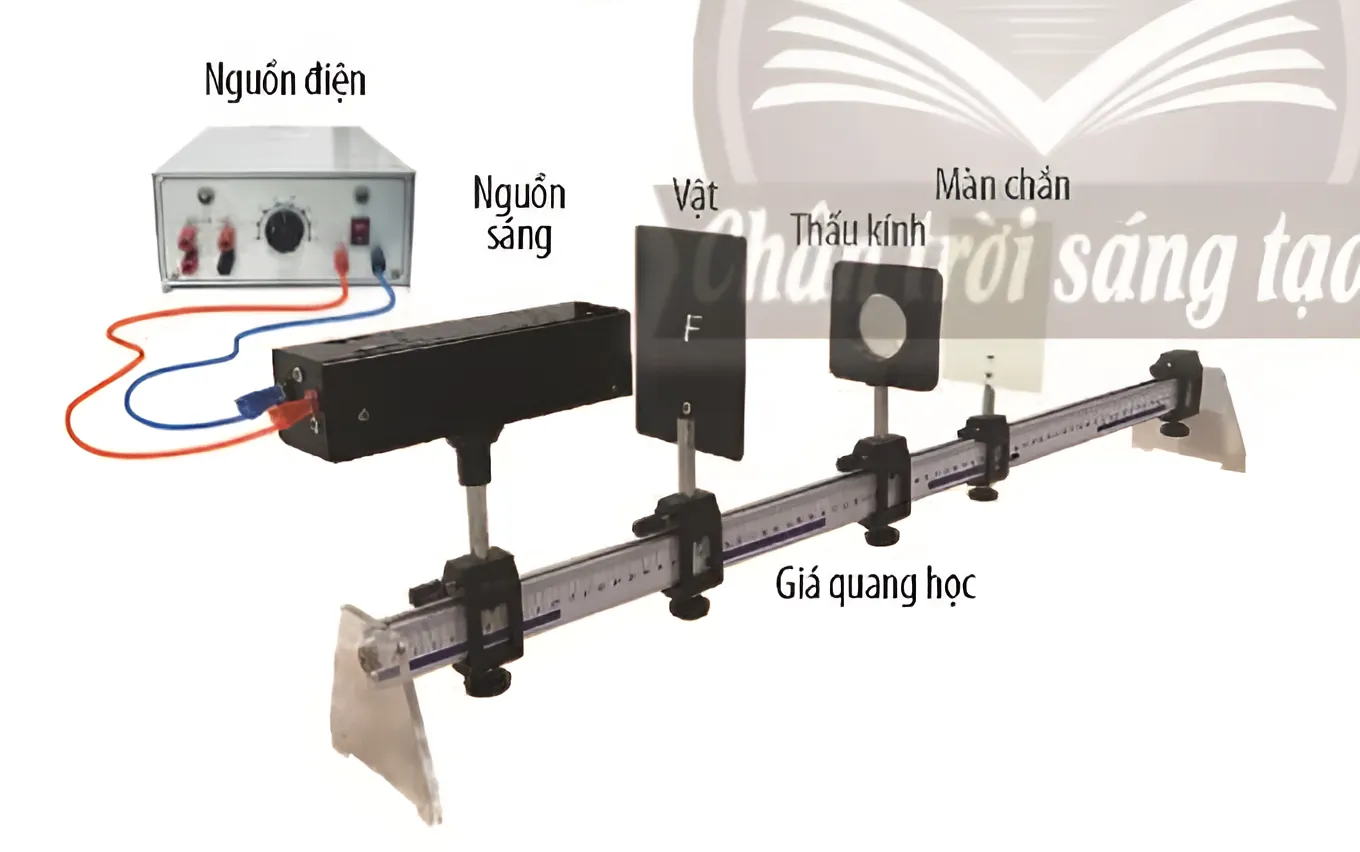 Nguồn điện
Nguồn
sáng
Vật
Thấu kính
Màn chắn
Chân trời sáng tạo
F
Giá quang học